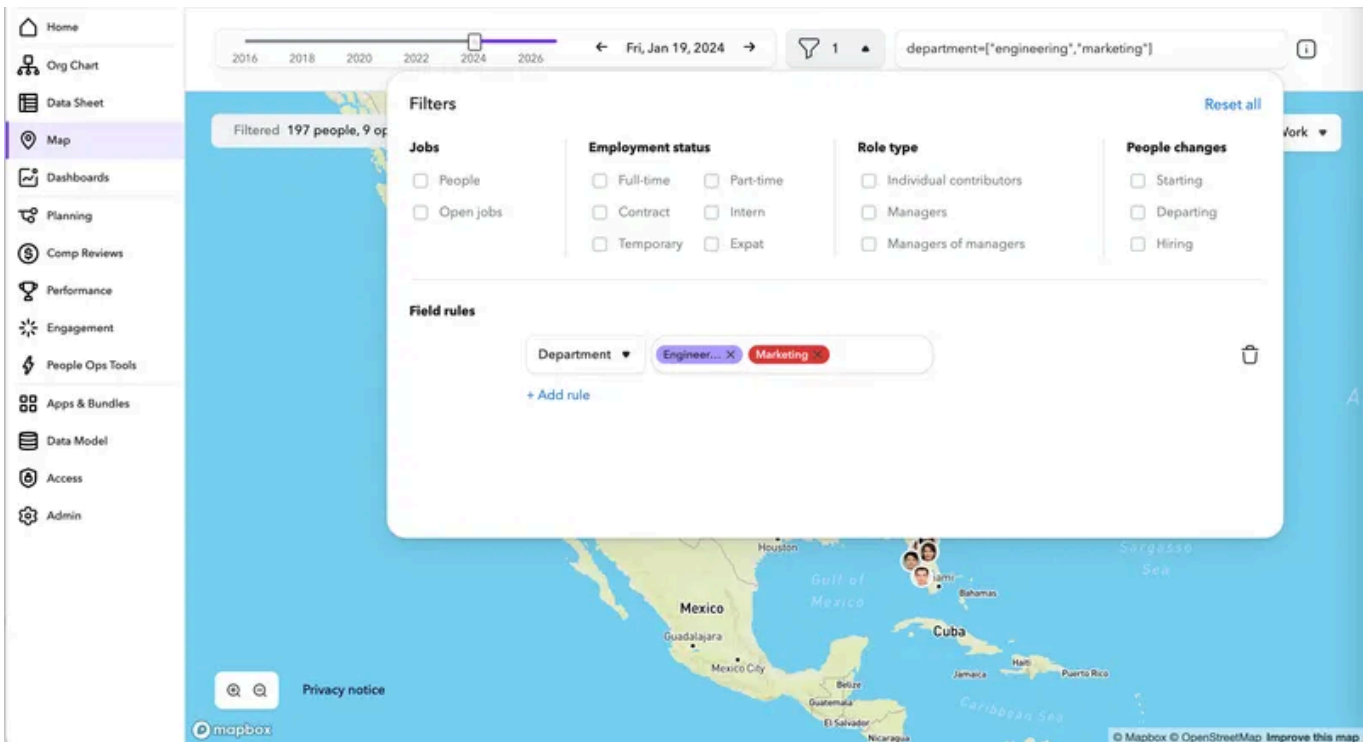 Home
Org Chart
Data Sheet
Map
Dashboards
Planning
Comp Reviews
Performance
Engagement
People Ops Tools
Apps & Bundles
Data Model
Access
Admin
2016 2018 2020 2022 2024 2026
← Fri, Jan 19, 2024 →
1
department=["engineering","marketing"]
Filtered 197 people, 9 op
Work
Filters
Reset all
Jobs
People
Open jobs
Employment status
Full-time Part-time
Contract Intern
Temporary Expat
Role type
Individual contributors
Managers
Managers of managers
People changes
Starting
Departing
Hiring
Field rules
Department Engineer... Marketing
+ Add rule
Houston
Gulf of
Mexico
Bahamas
Sargasso
Sea
Mexico
Guadalajara
Mexico City
Cuba
Haiti
Jamaica
Puerto Rico
Belize
Guatemala
El Salvador
Nicaragua
Caribbean Sea
Privacy notice
mapbox
© Mapbox © OpenStreetMap Improve this map